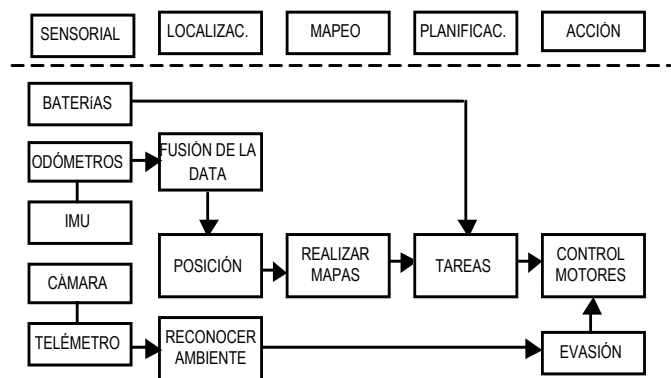 SENSORIAL
LOCALIZAC.
MAPEO
PLANIFICAC.
ACCIÓN
BATERíAS
ODÓMETROS
FUSIÓN DE LA
DATA
IMU
POSICIÓN
REALIZAR
MAPAS
TAREAS
CONTROL
MOTORES
CÁMARA
TELÉMETRO
RECONOCER
AMBIENTE
EVASIÓN